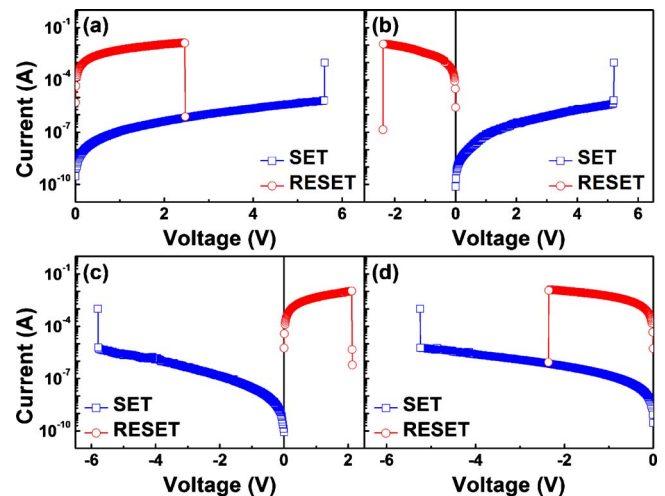 (a) (b)
Current (A)
10⁻¹
10⁻⁴
10⁻⁷
10⁻¹⁰
SET SET
RESET RESET
0 2 4 6 -2 0 2 4 6
Voltage (V) Voltage (V)
(c) (d)
Current (A)
10⁻¹
10⁻⁴
10⁻⁷
10⁻¹⁰
SET SET
RESET RESET
-6 -4 -2 0 2 -6 -4 -2 0
Voltage (V) Voltage (V)